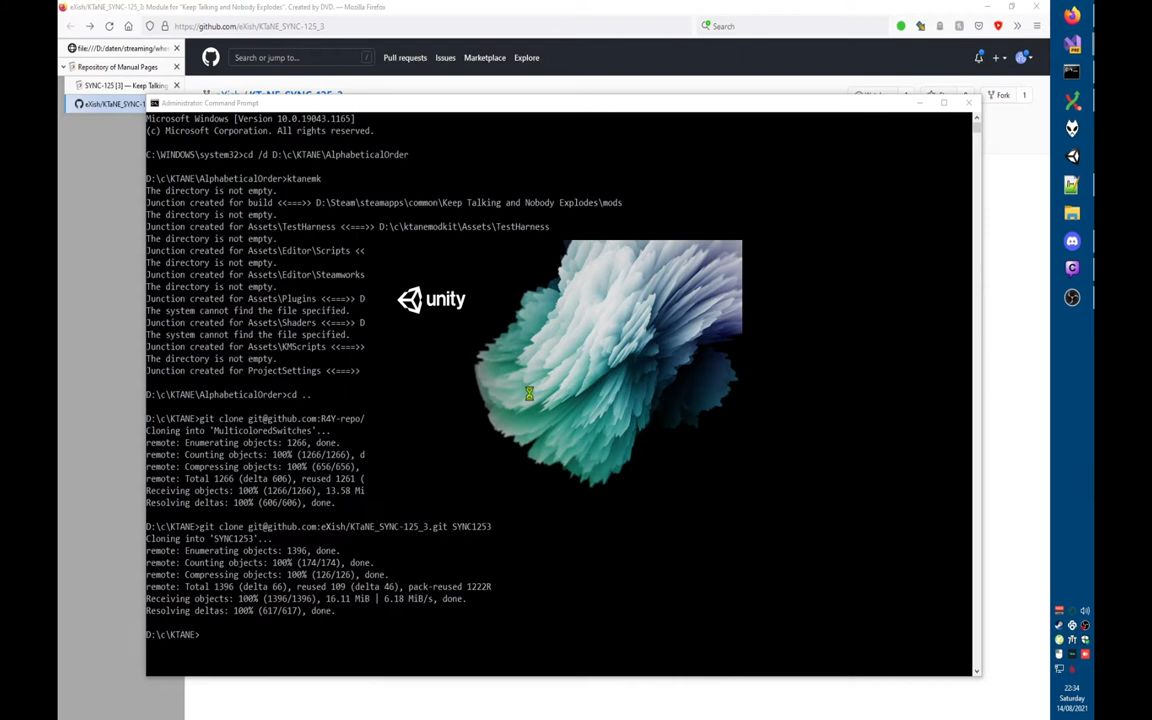 eXish/KTaNE_SYNC-125_3: Module for "Keep Talking and Nobody Explodes". Created by DVD. All rights reserved. — Mozilla Firefox
file:///D:/daten/streaming/whe
Repository of Manual Pages
SYNC-125 [3] — Keep Talking
eXish/KTaNE_SYNC-1
https://github.com/eXish/KTaNE_SYNC-125_3
Search
Search or jump to...
/
Pull requests
Issues
Marketplace
Explore
Fork
1
Administrator: Command Prompt
Microsoft Windows [Version 10.0.19043.1165]
(c) Microsoft Corporation. All rights reserved.
C:\WINDOWS\system32>cd /d D:\c\KTANE\AlphabeticalOrder
D:\c\KTANE\AlphabeticalOrder>ktanemk
The directory is not empty.
Junction created for build <<===>> D:\Steam\steamapps\common\Keep Talking and Nobody Explodes\mods
The directory is not empty.
Junction created for Assets\TestHarness <<===>> D:\c\ktanemodkit\Assets\TestHarness
The directory is not empty.
Junction created for Assets\Editor\Scripts <<
The directory is not empty.
Junction created for Assets\Editor\Steamworks
The directory is not empty.
Junction created for Assets\Plugins <<===>> D
The system cannot find the file specified.
Junction created for Assets\Shaders <<===>> D
The system cannot find the file specified.
Junction created for Assets\KMScripts <<===>>
The directory is not empty.
Junction created for ProjectSettings <<===>>
unity
D:\c\KTANE\AlphabeticalOrder>cd ..
D:\c\KTANE>git clone git@github.com:R4Y-repo/
Cloning into 'MulticoloredSwitches'...
remote: Enumerating objects: 1266, done.
remote: Counting objects: 100% (1266/1266), d
remote: Compressing objects: 100% (656/656),
remote: Total 1266 (delta 606), reused 1261 (
Receiving objects: 100% (1266/1266), 13.58 Mi
Resolving deltas: 100% (606/606), done.
D:\c\KTANE>git clone git@github.com:eXish/KTaNE_SYNC-125_3.git SYNC1253
Cloning into 'SYNC1253'...
remote: Enumerating objects: 1396, done.
remote: Counting objects: 100% (174/174), done.
remote: Compressing objects: 100% (126/126), done.
remote: Total 1396 (delta 66), reused 109 (delta 46), pack-reused 1222R
Receiving objects: 100% (1396/1396), 16.11 MiB | 6.18 MiB/s, done.
Resolving deltas: 100% (617/617), done.
D:\c\KTANE>
22:34
Saturday
14/08/2021